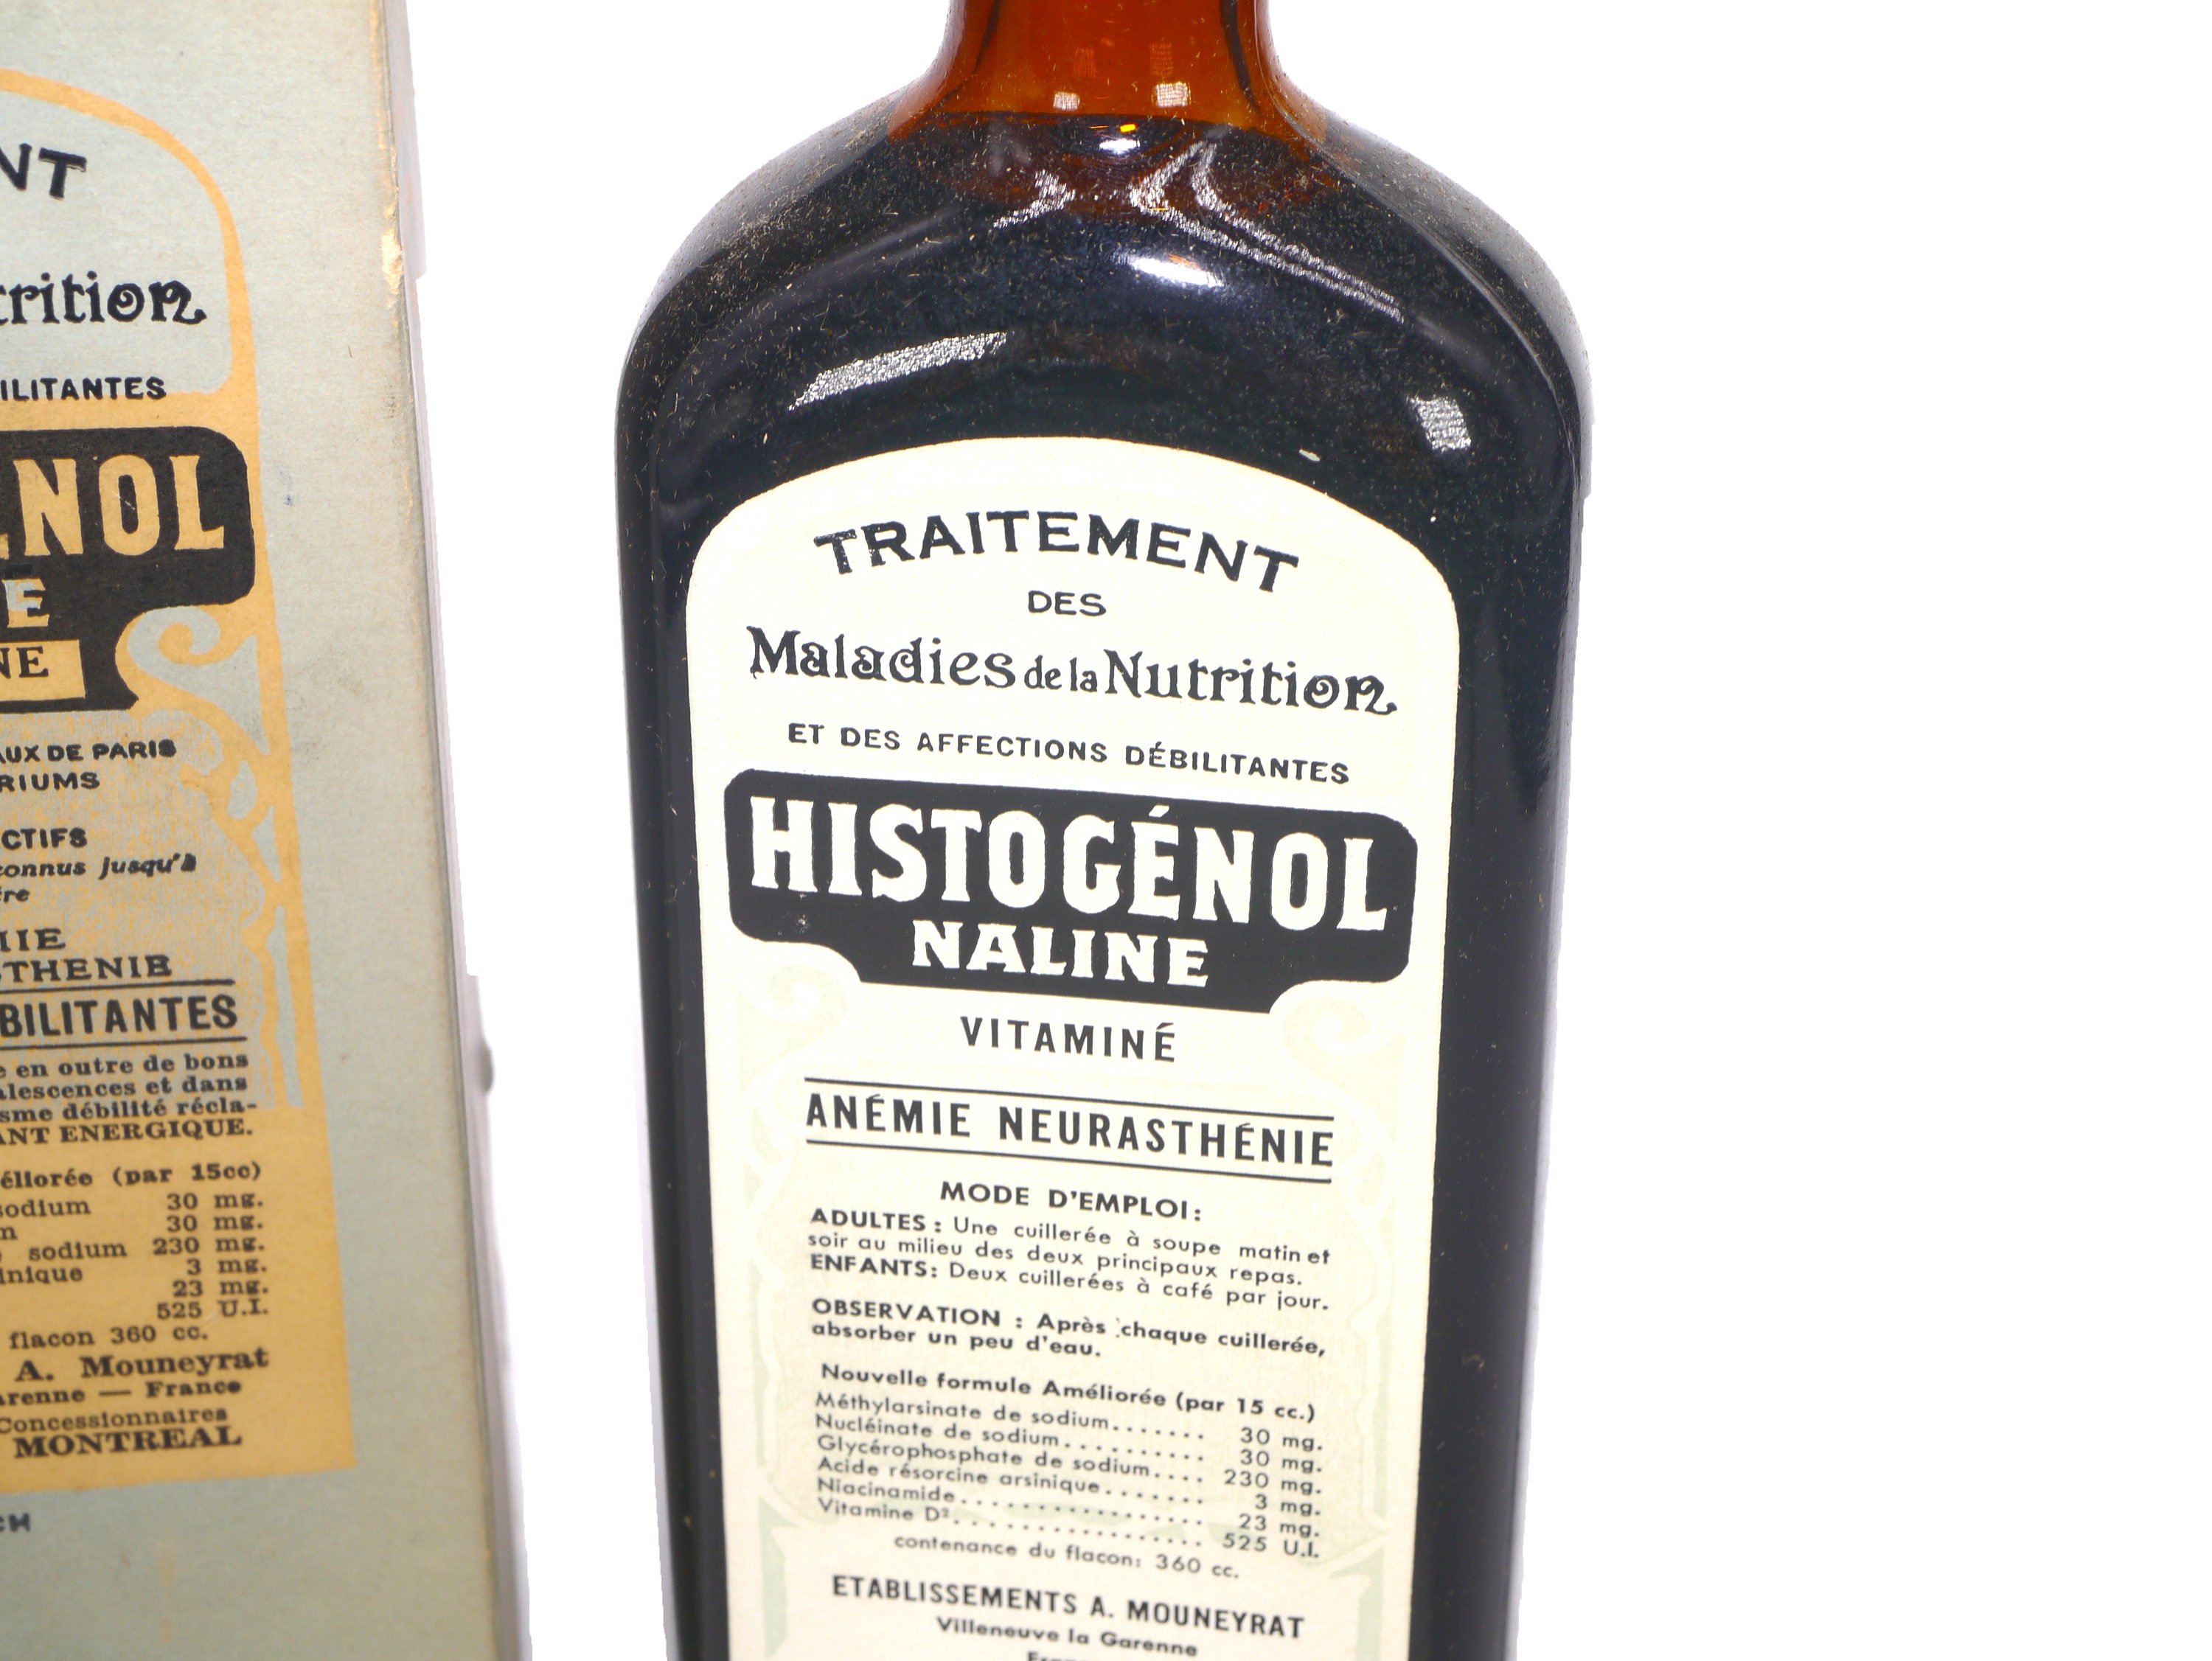 NT
trition
ILITANTES
NOL
E
NE
AUX DE PARIS
RIUMS
CTIFS
connus jusqu'à
re
IE
STHENIE
BILITANTES
e en outre de bons
alescences et dans
sme débilité récla-
ANT ENERGIQUE.
éliorée (par 15cc)
sodium 30 mg.
m 30 mg.
sodium 230 mg.
inique 3 mg.
23 mg.
525 U.I.
flacon 360 cc.
A. Mouneyrat
arenne — France
Concessionnaires
MONTREAL
CH
TRAITEMENT
DES
Maladies de la Nutrition
ET DES AFFECTIONS DÉBILITANTES
HISTOGÉNOL
NALINE
VITAMINÉ
ANÉMIE NEURASTHÉNIE
MODE D'EMPLOI:
ADULTES : Une cuillerée à soupe matin et
soir au milieu des deux principaux repas.
ENFANTS: Deux cuillerées à café par jour.
OBSERVATION : Après chaque cuillerée,
absorber un peu d'eau.
Nouvelle formule Améliorée (par 15 cc.)
Méthylarsinate de sodium....... 30 mg.
Nucléinate de sodium.......... 30 mg.
Glycérophosphate de sodium.... 230 mg.
Acide résorcine arsinique....... 3 mg.
Niacinamide................. 23 mg.
Vitamine D²................. 525 U.I.
contenance du flacon: 360 cc.
ETABLISSEMENTS A. MOUNEYRAT
Villeneuve la Garenne